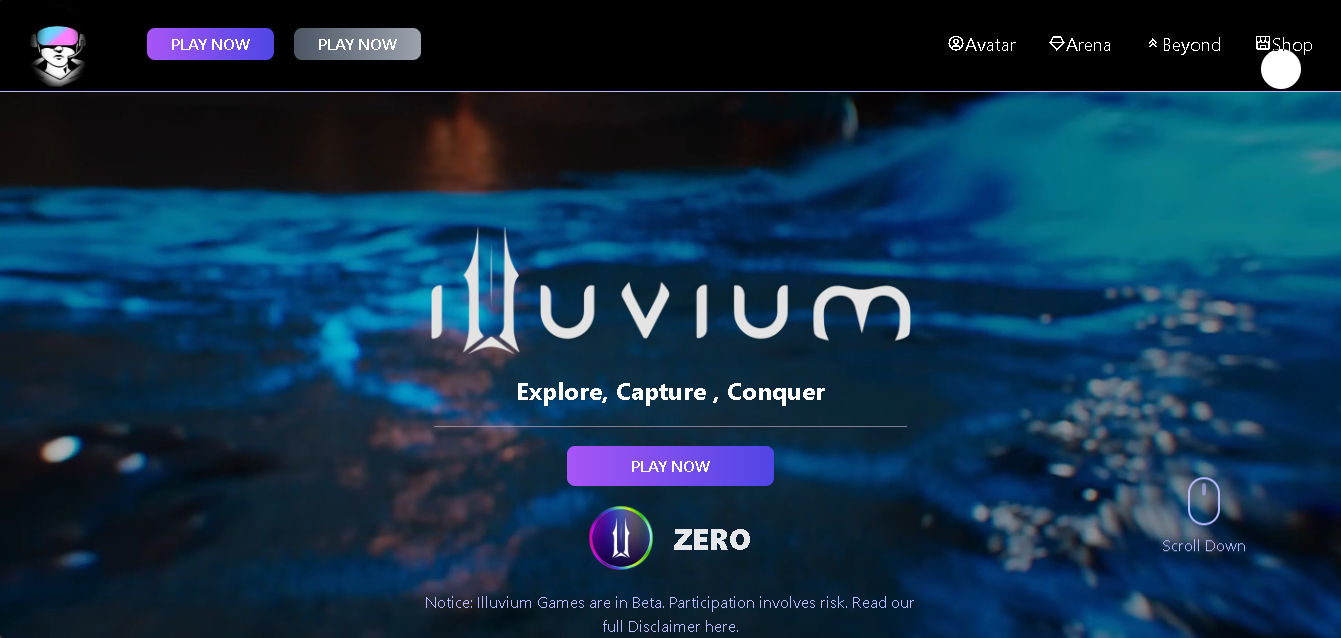 PLAY NOW
PLAY NOW
Avatar
Arena
Beyond
Shop
illuvium
Explore, Capture , Conquer
PLAY NOW
ZERO
Scroll Down
Notice: Illuvium Games are in Beta. Participation involves risk. Read our
full Disclaimer here.